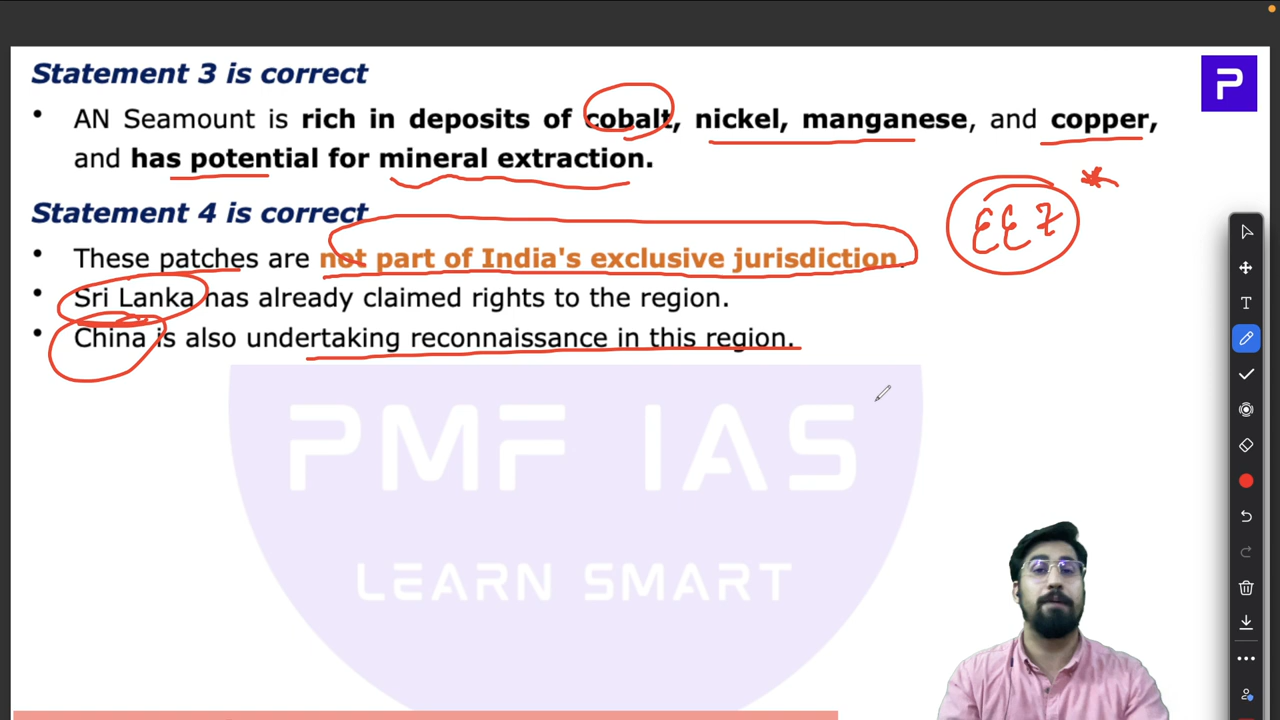 Statement 3 is correct
• AN Seamount is rich in deposits of cobalt, nickel, manganese, and copper,
and has potential for mineral extraction.
EEZ
Statement 4 is correct
• These patches are not part of India's exclusive jurisdiction.
• Sri Lanka has already claimed rights to the region.
• China is also undertaking reconnaissance in this region.
PMF IAS
LEARN SMART